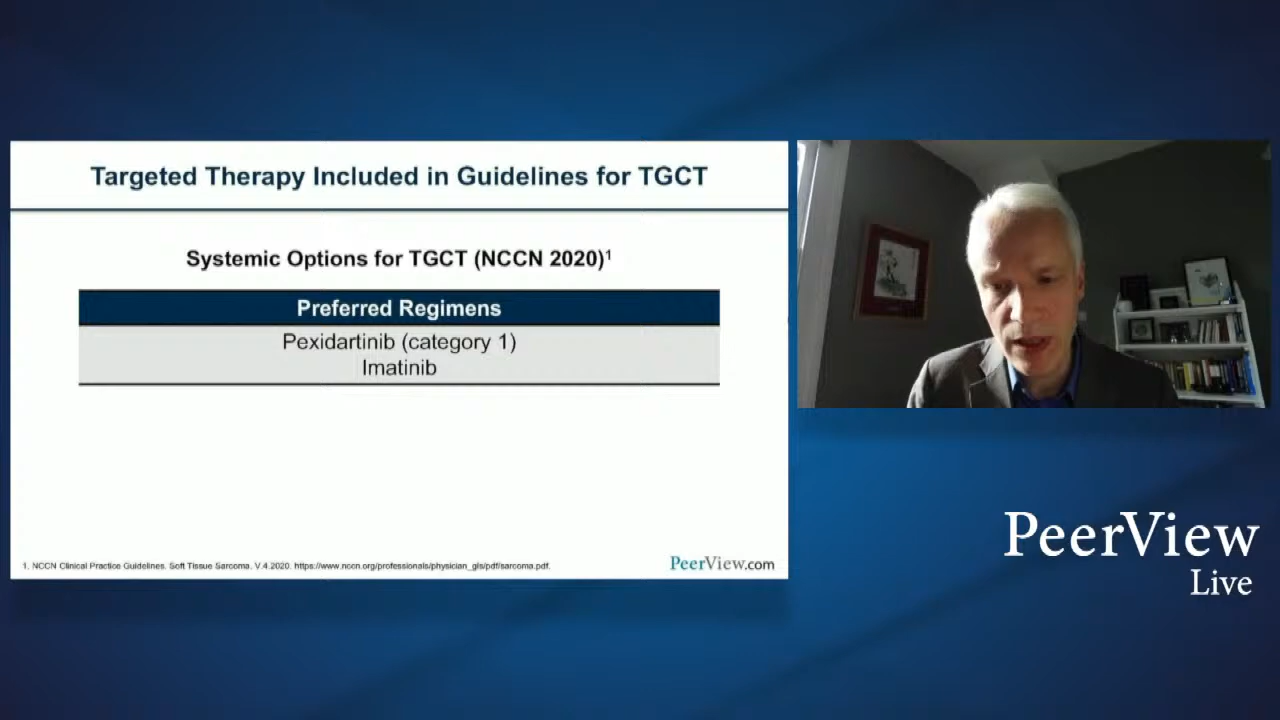 Targeted Therapy Included in Guidelines for TGCT
Systemic Options for TGCT (NCCN 2020)¹
Preferred Regimens
Pexidartinib (category 1)
Imatinib
1. NCCN Clinical Practice Guidelines. Soft Tissue Sarcoma. V.4.2020. https://www.nccn.org/professionals/physician_gls/pdf/sarcoma.pdf.
PeerView.com
PeerView
Live